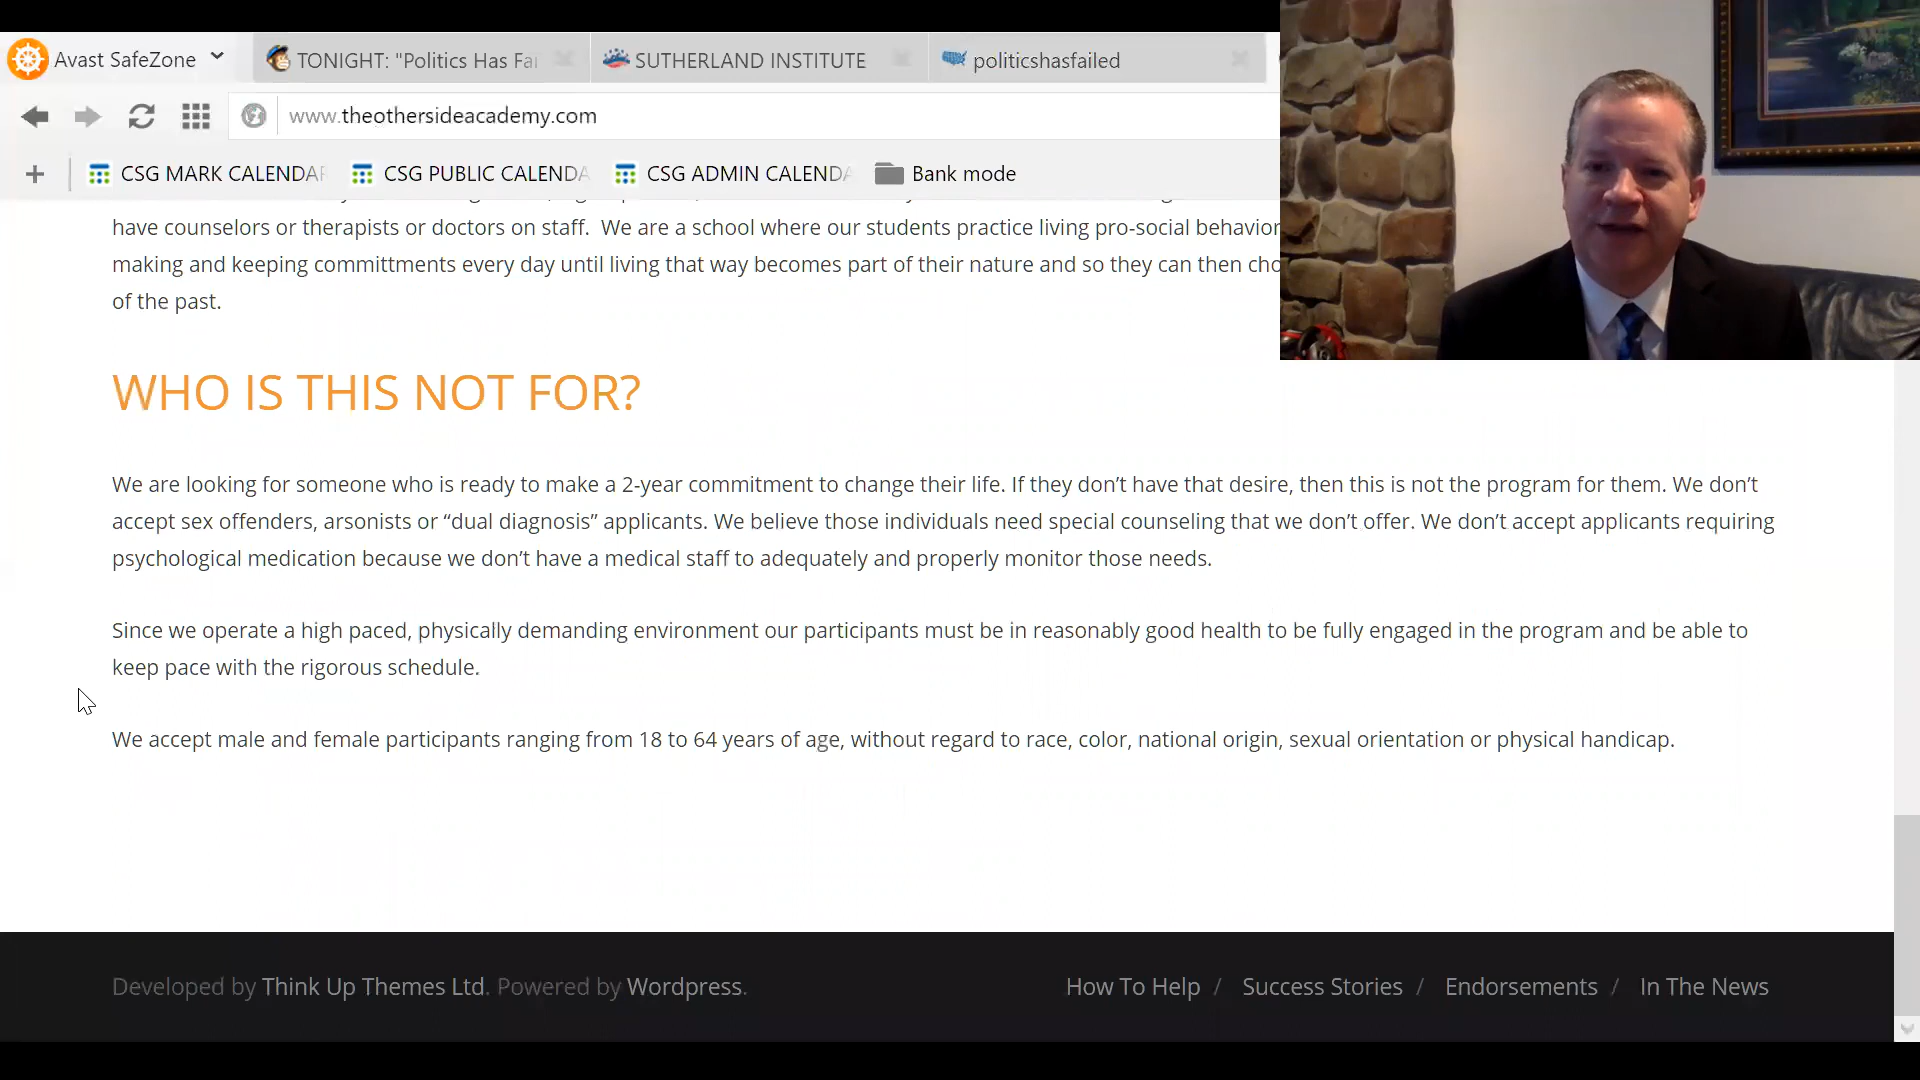 Avast SafeZone
TONIGHT: "Politics Has Fai
SUTHERLAND INSTITUTE
politicshasfailed
www.theothersideacademy.com
CSG MARK CALENDAR
CSG PUBLIC CALENDA
CSG ADMIN CALENDA
Bank mode
have counselors or therapists or doctors on staff. We are a school where our students practice living pro-social behavior
making and keeping committments every day until living that way becomes part of their nature and so they can then cho
of the past.
WHO IS THIS NOT FOR?
We are looking for someone who is ready to make a 2-year commitment to change their life. If they don’t have that desire, then this is not the program for them. We don’t
accept sex offenders, arsonists or “dual diagnosis” applicants. We believe those individuals need special counseling that we don’t offer. We don’t accept applicants requiring
psychological medication because we don’t have a medical staff to adequately and properly monitor those needs.
Since we operate a high paced, physically demanding environment our participants must be in reasonably good health to be fully engaged in the program and be able to
keep pace with the rigorous schedule.
We accept male and female participants ranging from 18 to 64 years of age, without regard to race, color, national origin, sexual orientation or physical handicap.
Developed by Think Up Themes Ltd. Powered by Wordpress.
How To Help / Success Stories / Endorsements / In The News